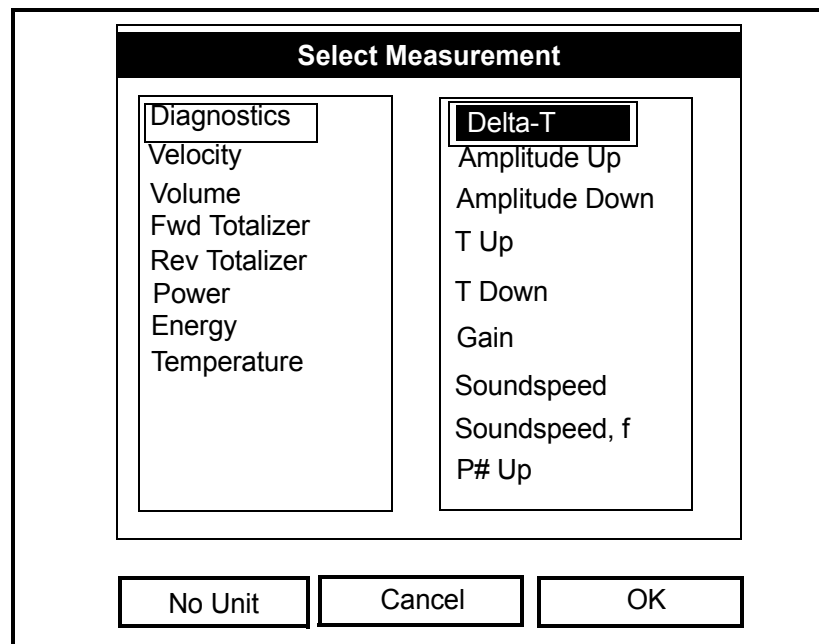 Select Measurement
Diagnostics
Velocity
Volume
Fwd Totalizer
Rev Totalizer
Power
Energy
Temperature
Delta-T
Amplitude Up
Amplitude Down
T Up
T Down
Gain
Soundspeed
Soundspeed, f
P# Up
No Unit
Cancel
OK